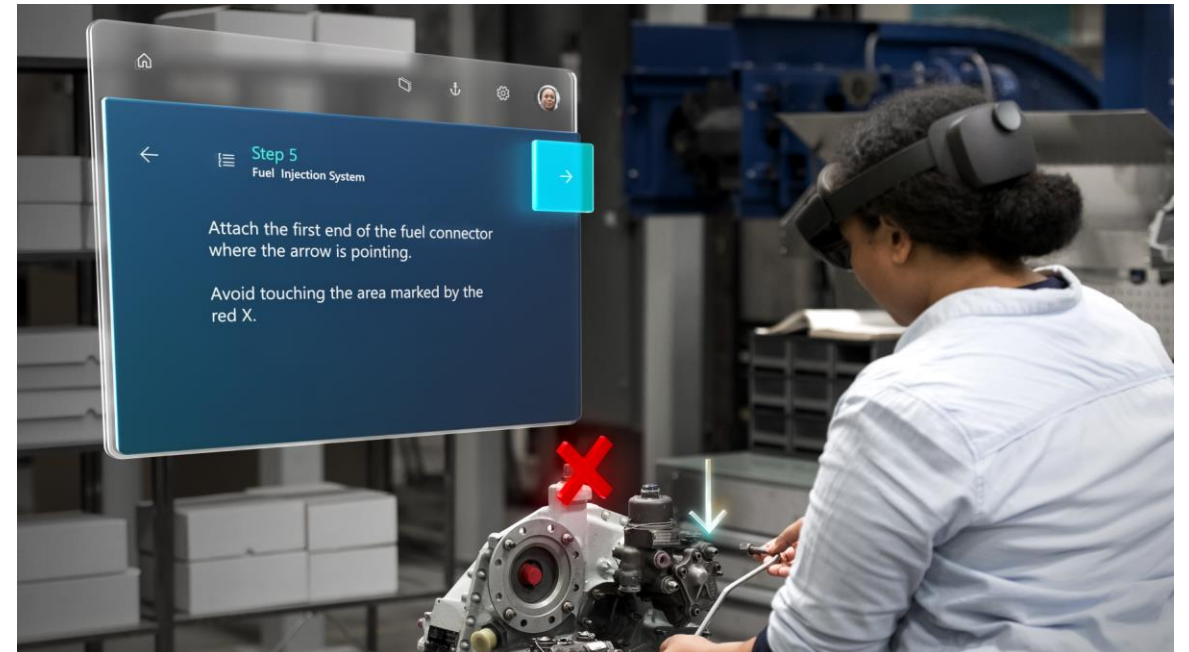 Step 5
Fuel Injection System
Attach the first end of the fuel connector
where the arrow is pointing.
Avoid touching the area marked by the
red X.